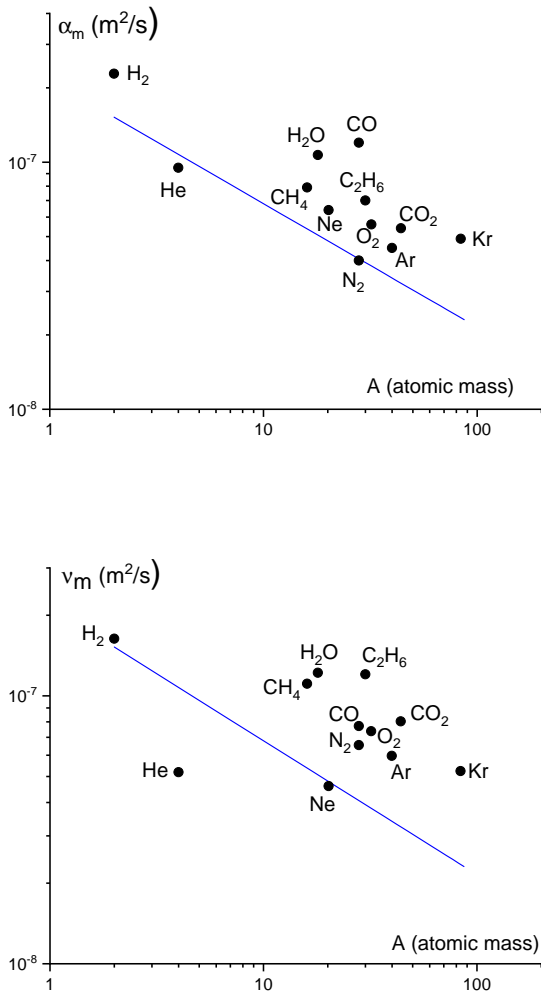 α_m (m²/s)
H₂
CO
H₂O
10⁻⁷
C₂H₆
He
CH₄
CO₂
Ne
O₂
Kr
Ar
N₂
A (atomic mass)
10⁻⁸
1 10 100
ν_m (m²/s)
H₂
H₂O
C₂H₆
CH₄
10⁻⁷
CO
CO₂
N₂
O₂
He
Ar
Kr
Ne
A (atomic mass)
10⁻⁸
1 10 100